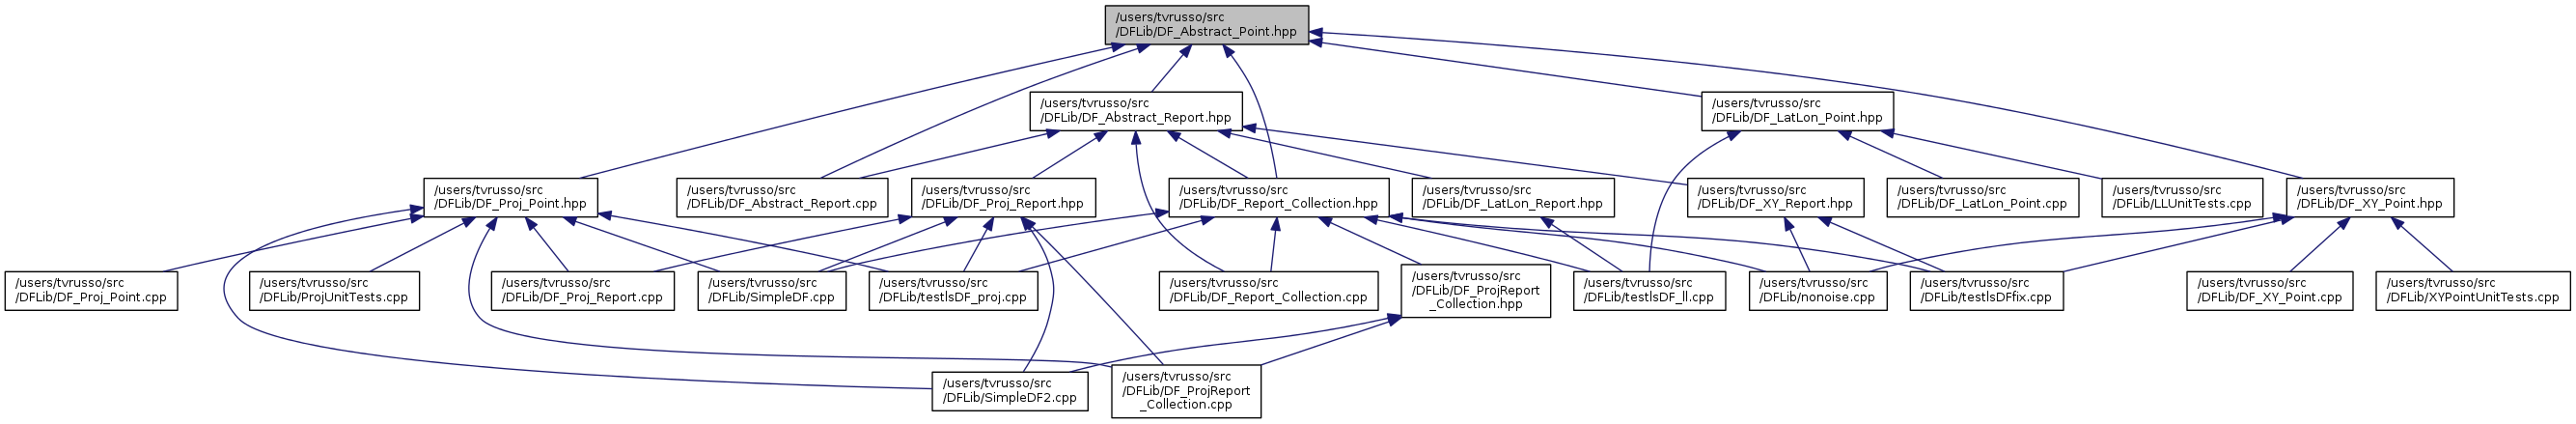 /users/tvrusso/src
/DFLib/DF_Abstract_Point.hpp
/users/tvrusso/src
/DFLib/DF_Abstract_Report.hpp
/users/tvrusso/src
/DFLib/DF_LatLon_Point.hpp
/users/tvrusso/src
/DFLib/DF_Proj_Point.hpp
/users/tvrusso/src
/DFLib/DF_Abstract_Report.cpp
/users/tvrusso/src
/DFLib/DF_Proj_Report.hpp
/users/tvrusso/src
/DFLib/DF_Report_Collection.hpp
/users/tvrusso/src
/DFLib/DF_LatLon_Report.hpp
/users/tvrusso/src
/DFLib/DF_XY_Report.hpp
/users/tvrusso/src
/DFLib/DF_LatLon_Point.cpp
/users/tvrusso/src
/DFLib/LLUnitTests.cpp
/users/tvrusso/src
/DFLib/DF_XY_Point.hpp
/users/tvrusso/src
/DFLib/DF_Proj_Point.cpp
/users/tvrusso/src
/DFLib/ProjUnitTests.cpp
/users/tvrusso/src
/DFLib/DF_Proj_Report.cpp
/users/tvrusso/src
/DFLib/SimpleDF.cpp
/users/tvrusso/src
/DFLib/testlsDF_proj.cpp
/users/tvrusso/src
/DFLib/DF_Report_Collection.cpp
/users/tvrusso/src
/DFLib/DF_ProjReport
_Collection.hpp
/users/tvrusso/src
/DFLib/testlsDF_ll.cpp
/users/tvrusso/src
/DFLib/nonoise.cpp
/users/tvrusso/src
/DFLib/testlsDFfix.cpp
/users/tvrusso/src
/DFLib/DF_XY_Point.cpp
/users/tvrusso/src
/DFLib/XYPointUnitTests.cpp
/users/tvrusso/src
/DFLib/SimpleDF2.cpp
/users/tvrusso/src
/DFLib/DF_ProjReport
_Collection.cpp